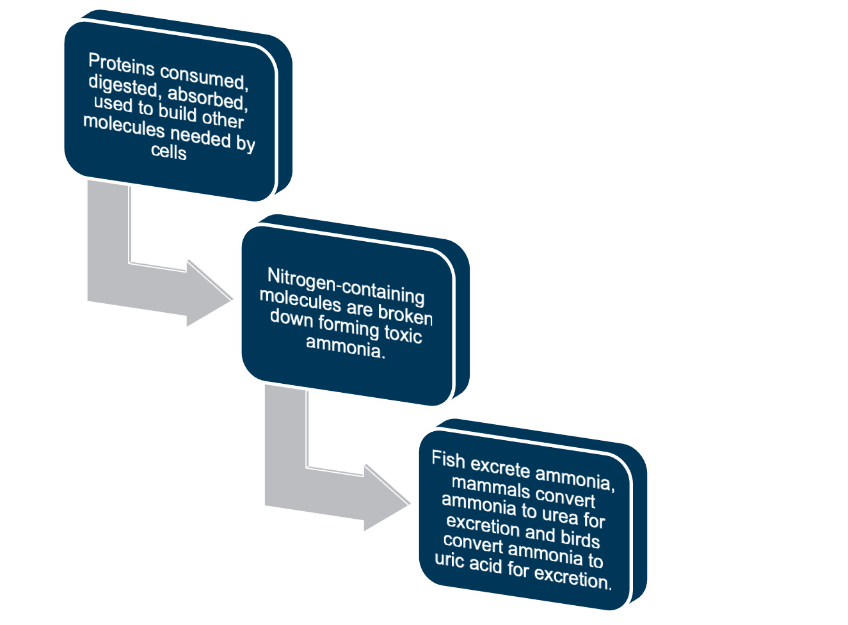 Proteins consumed,
digested, absorbed,
used to build other
molecules needed by
cells
Nitrogen-containing
molecules are broken
down forming toxic
ammonia.
Fish excrete ammonia,
mammals convert
ammonia to urea for
excretion and birds
convert ammonia to
uric acid for excretion.